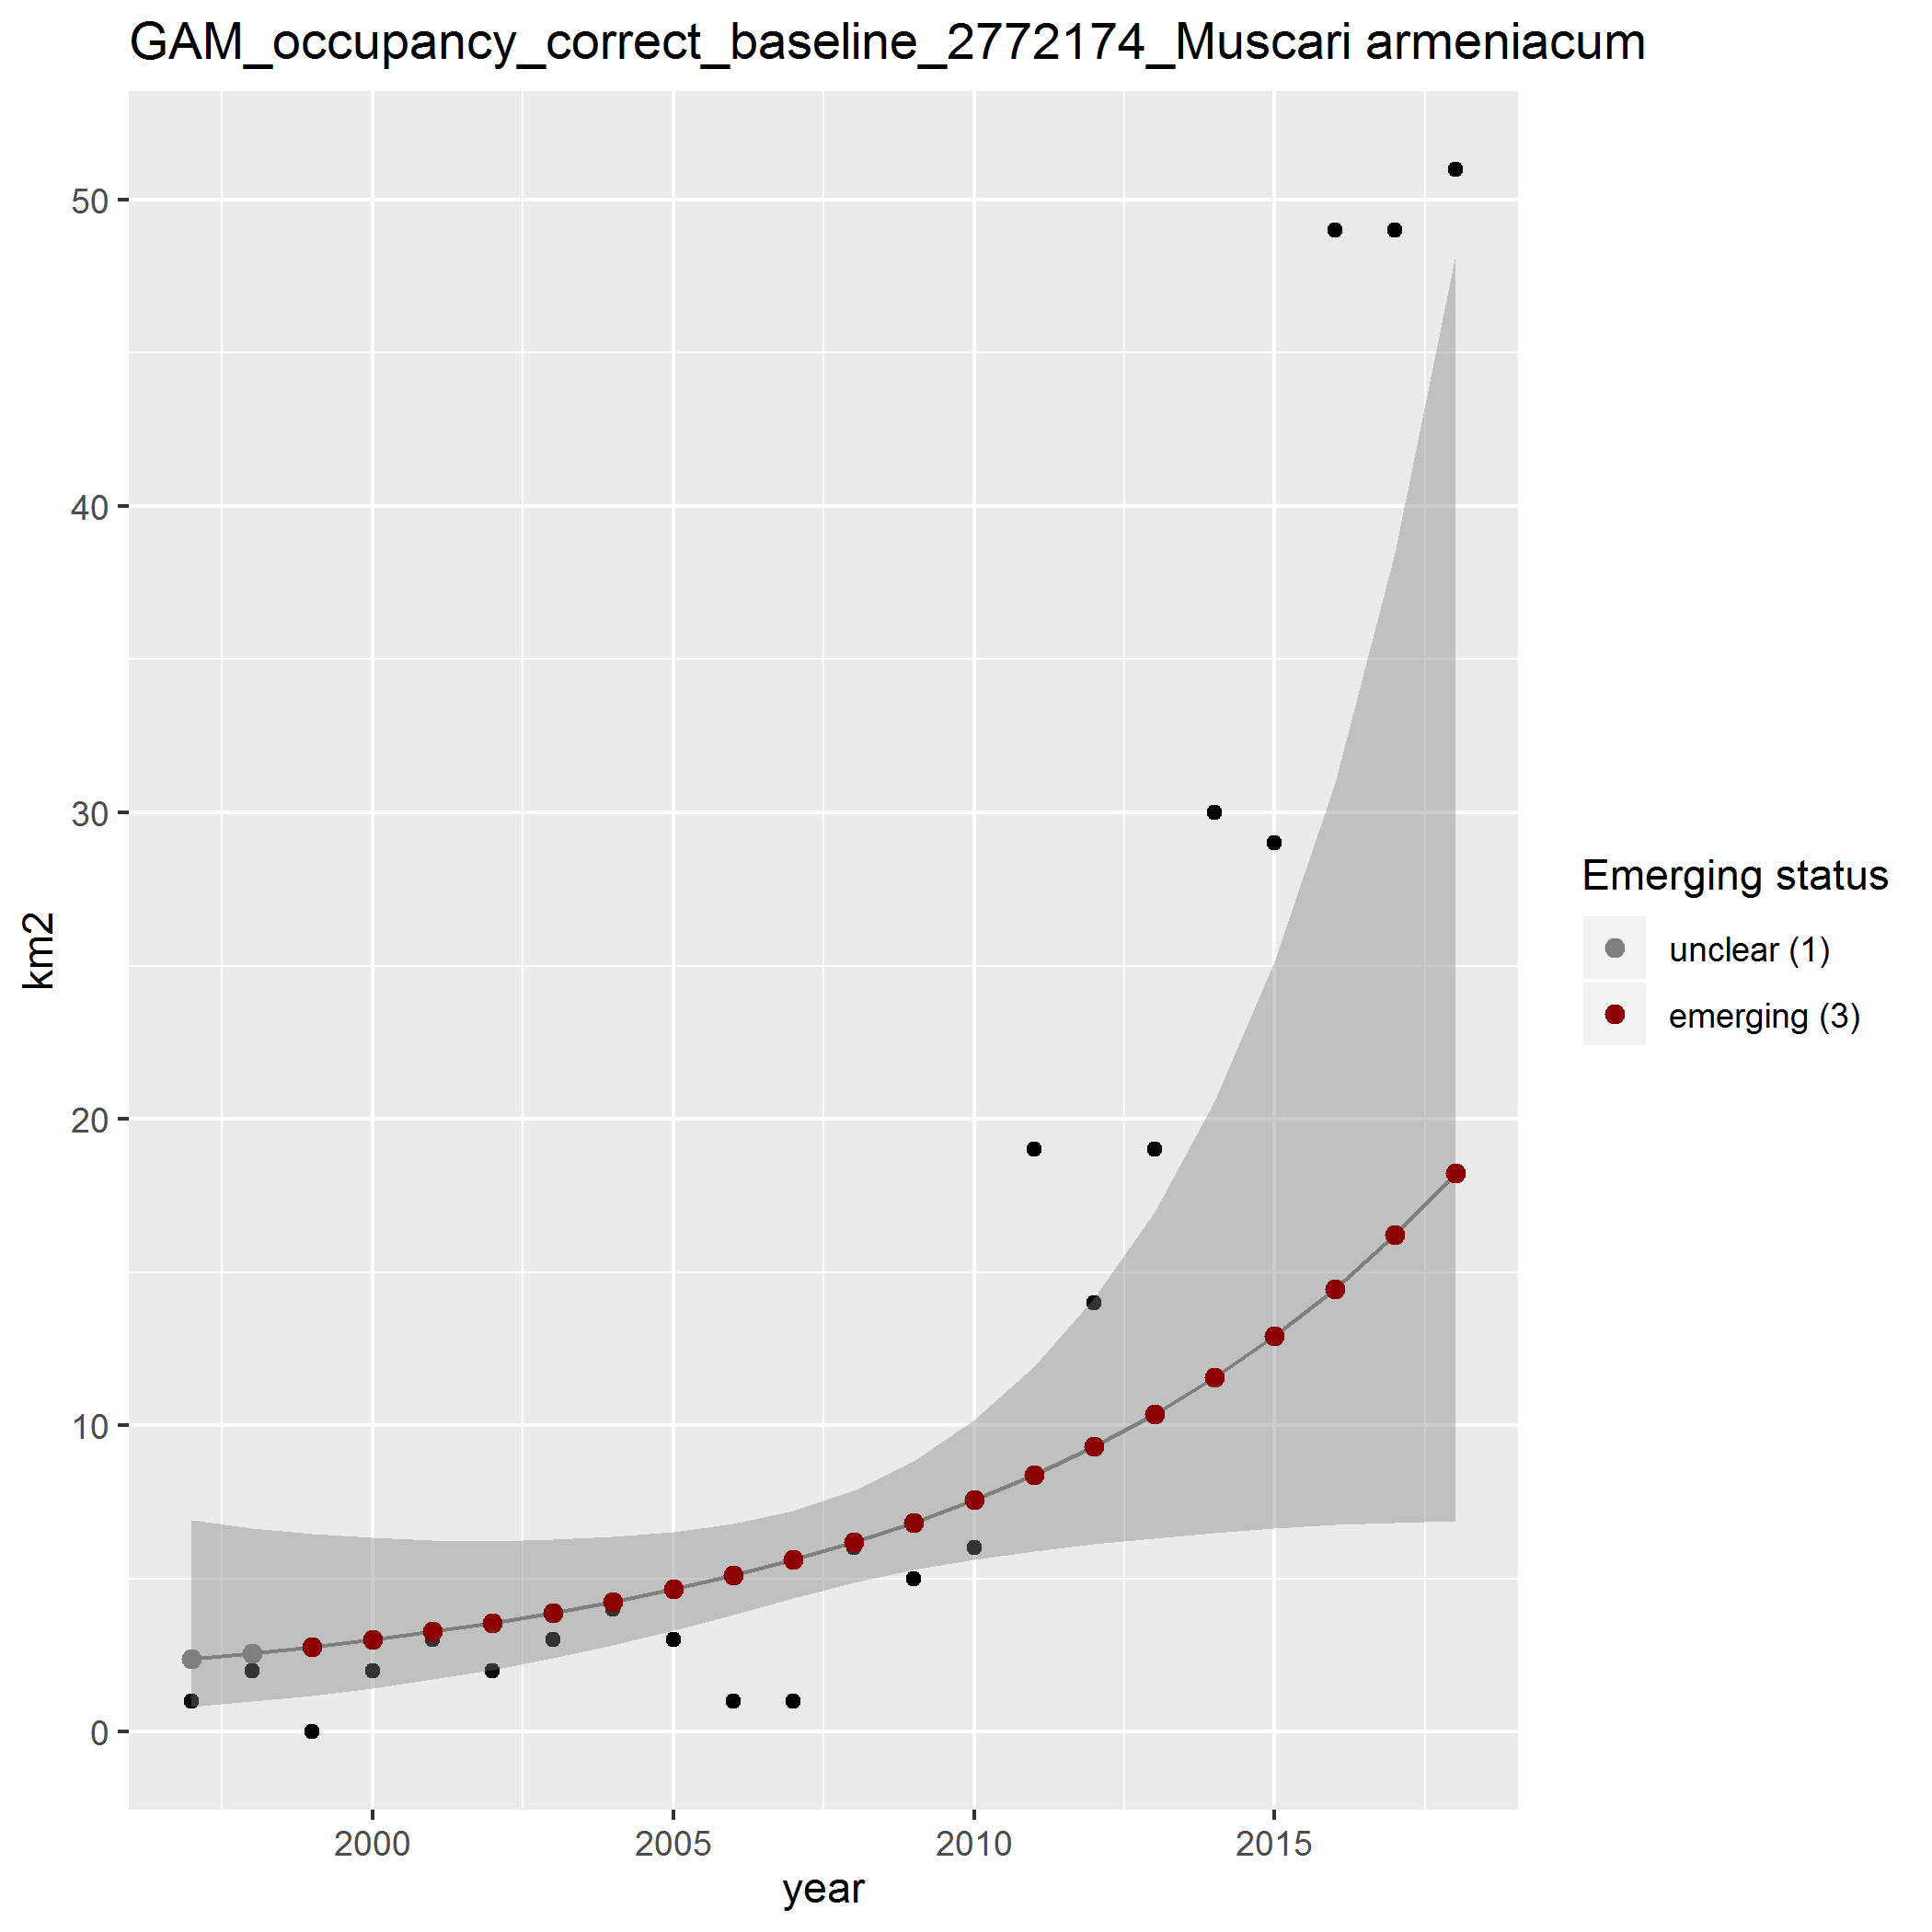 GAM_occupancy_correct_baseline_2772174_Muscari armeniacum
50
40
30
20
10
0
km2
2000 2005 2010 2015
year
Emerging status
unclear (1)
emerging (3)